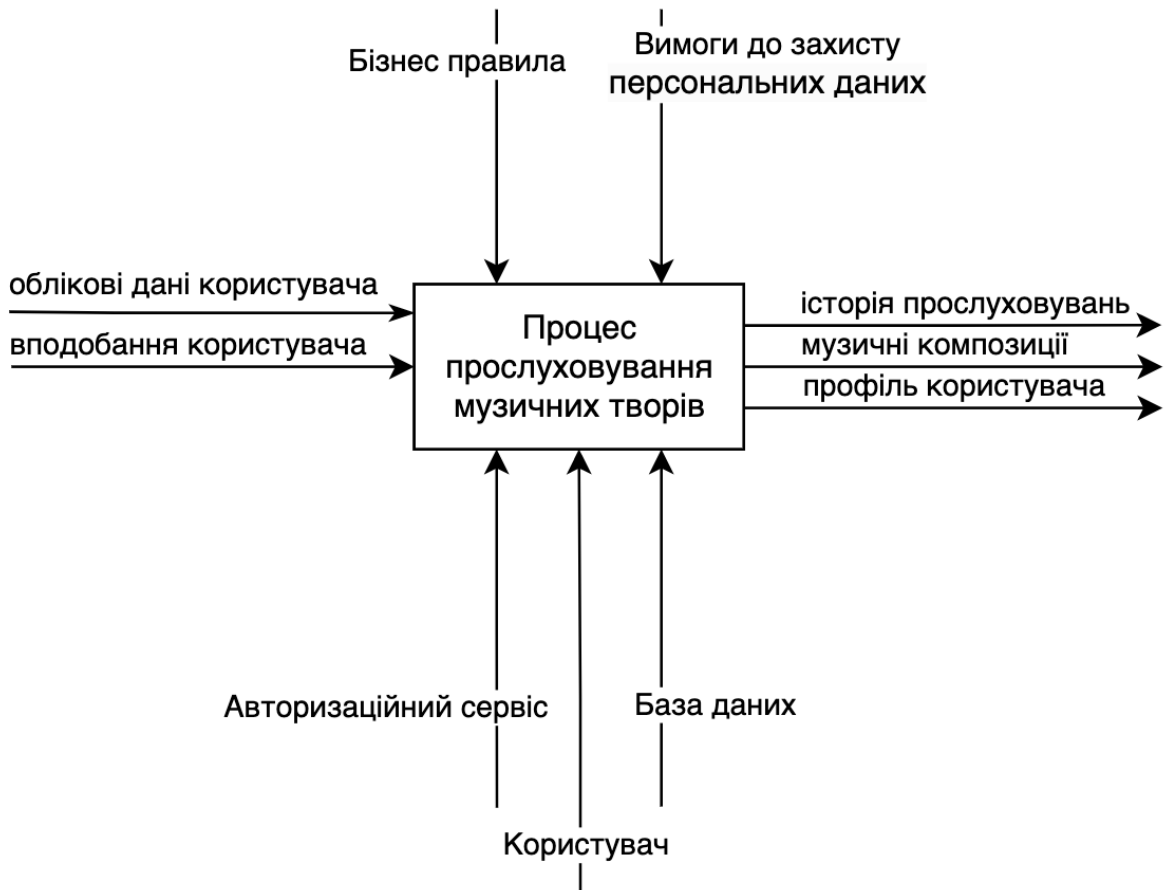 Бізнес правила
Вимоги до захисту
персональних даних
облікові дані користувача
вподобання користувача
Процес
прослуховування
музичних творів
історія прослуховувань
музичні композиції
профіль користувача
Авторизаційний сервіс
База даних
Користувач